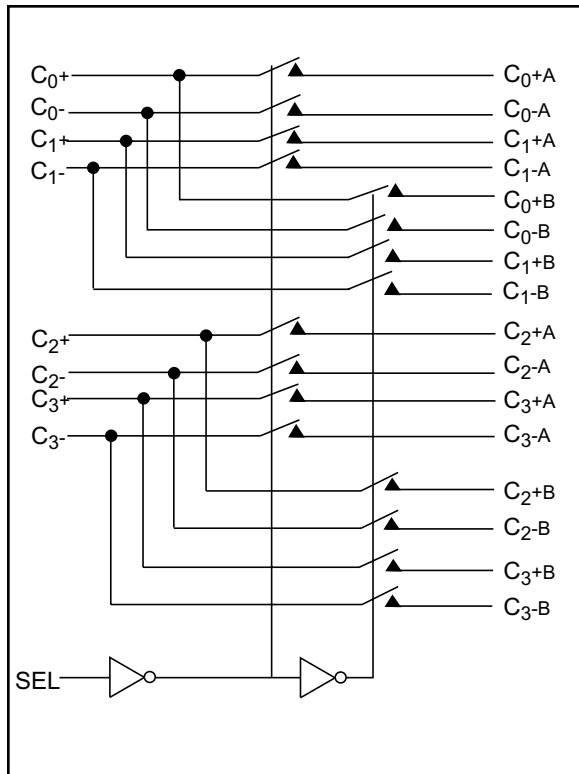 C0+ C0+A
C0- C0-A
C1+ C1+A
C1- C1-A
C0+B
C0-B
C1+B
C1-B
C2+ C2+A
C2- C2-A
C3+ C3+A
C3- C3-A
C2+B
C2-B
C3+B
C3-B
SEL